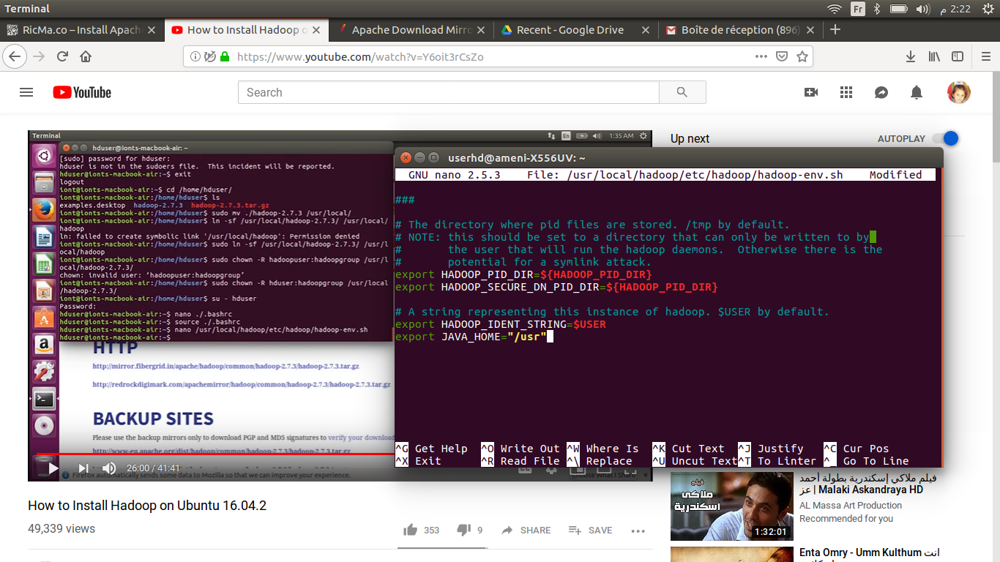 Terminal
Fr
2:22 م
RicMa.co – Install Apach
How to Install Hadoop o
Apache Download Mirro
Recent - Google Drive
Boîte de réception (896)
https://www.youtube.com/watch?v=Y6oit3rCsZo
YouTube
Search
Up next
AUTOPLAY
Terminal
En
1:35 AM
hduser@ionts-macbook-air: ~
[sudo] password for hduser:
hduser is not in the sudoers file.  This incident will be reported.
hduser@ionts-macbook-air:~$ exit
logout
iont@ionts-macbook-air:~$ cd /home/hduser/
iont@ionts-macbook-air:/home/hduser$ ls
examples.desktop  hadoop-2.7.3  hadoop-2.7.3.tar.gz
iont@ionts-macbook-air:/home/hduser$ sudo mv ./hadoop-2.7.3 /usr/local/
iont@ionts-macbook-air:/home/hduser$ ln -sf /usr/local/hadoop-2.7.3/ /usr/local/
hadoop
ln: failed to create symbolic link '/usr/local/hadoop': Permission denied
iont@ionts-macbook-air:/home/hduser$ sudo ln -sf /usr/local/hadoop-2.7.3/ /usr/l
ocal/hadoop
iont@ionts-macbook-air:/home/hduser$ sudo chown -R hadoopuser:hadoopgroup /usr/l
ocal/hadoop-2.7.3/
chown: invalid user: ‘hadoopuser:hadoopgroup’
iont@ionts-macbook-air:/home/hduser$ sudo chown -R hduser:hadoopgroup /usr/local
/hadoop-2.7.3/
iont@ionts-macbook-air:/home/hduser$ su - hduser
Password:
hduser@ionts-macbook-air:~$ nano ./.bashrc
hduser@ionts-macbook-air:~$ source ./.bashrc
hduser@ionts-macbook-air:~$ nano /usr/local/hadoop/etc/hadoop/hadoop-env.sh
hduser@ionts-macbook-air:~$
HTTP
http://mirror.fibergrid.in/apache/hadoop/common/hadoop-2.7.3/hadoop-2.7.3.tar.gz
http://redrockdigimark.com/apachemirror/hadoop/common/hadoop-2.7.3/hadoop-2.7.3.tar.gz
BACKUP SITES
Please use the backup mirrors only to download PGP and MD5 signatures to verify your download
http://www-eu.apache.org/dist/hadoop/common/hadoop-2.7.3/hadoop-2.7.3.tar.gz
26:00 / 41:41
Firefox automatically sends some data to Mozilla so that we can improve your experience.
Choose What I Share
userhd@ameni-X556UV: ~
GNU nano 2.5.3    File: /usr/local/hadoop/etc/hadoop/hadoop-env.sh    Modified
###
# The directory where pid files are stored. /tmp by default.
# NOTE: this should be set to a directory that can only be written to by
#       the user that will run the hadoop daemons.  Otherwise there is the
#       potential for a symlink attack.
export HADOOP_PID_DIR=${HADOOP_PID_DIR}
export HADOOP_SECURE_DN_PID_DIR=${HADOOP_PID_DIR}
# A string representing this instance of hadoop. $USER by default.
export HADOOP_IDENT_STRING=$USER
export JAVA_HOME="/usr"
^G Get Help  ^O Write Out ^W Where Is  ^K Cut Text  ^J Justify   ^C Cur Pos
^X Exit      ^R Read File ^\ Replace   ^U Uncut Text^T To Linter ^_ Go To Line
How to Install Hadoop on Ubuntu 16.04.2
49,339 views
353
9
SHARE
SAVE
فيلم ملاكي إسكندرية بطولة أحمد
عز | Malaki Askandraya HD
AL Massa Art Production
Recommended for you
فيلم
ملاكى
اسكندرية
1:32:01
Enta Omry - Umm Kulthum انت